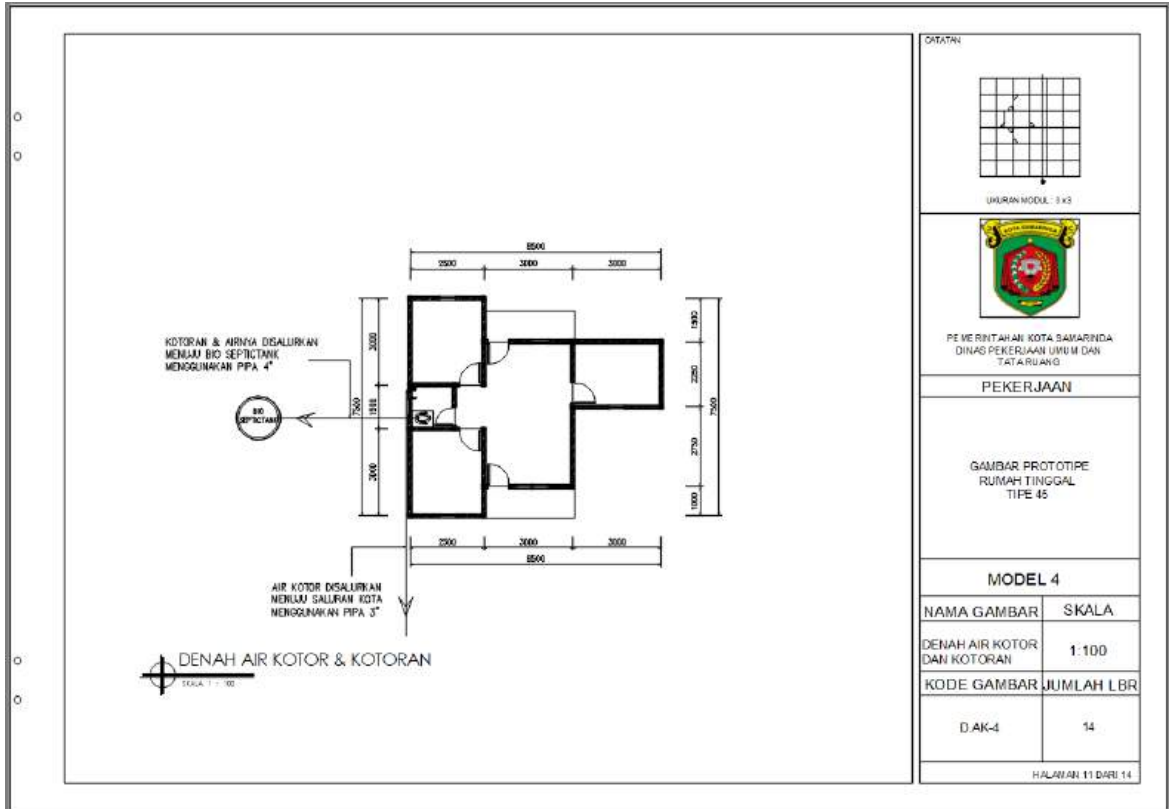 8500
2500 3000 3000
KOTORAN & AIRNYA DISALURKAN
MENUJU BIO SEPTICTANK
MENGGUNAKAN PIPA 4"
BIO
SEPTICTANK
7500
3000
1500
3000
2250
2750
1000
7500
2500 3000 3000
8500
AIR KOTOR DISALURKAN
MENUJU SALURAN KOTA
MENGGUNAKAN PIPA 3"
DENAH AIR KOTOR & KOTORAN
SKALA 1 : 100
CATATAN
UKURAN MODUL : 3 x3
KOTA SAMARINDA
PEMERINTAHAN KOTA SAMARINDA
DINAS PEKERJAAN UMUM DAN
TATA RUANG
PEKERJAAN
GAMBAR PROTOTIPE
RUMAH TINGGAL
TIPE 45
MODEL 4
NAMA GAMBAR SKALA
DENAH AIR KOTOR
DAN KOTORAN
1:100
KODE GAMBAR JUMLAH LBR
D.AK-4 14
HALAMAN 11 DARI 14